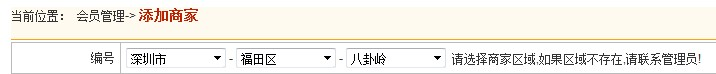 当前位置： 会员管理-> 添加商家
编号 深圳市 - 福田区 - 八卦岭 请选择商家区域,如果区域不存在,请联系管理员!